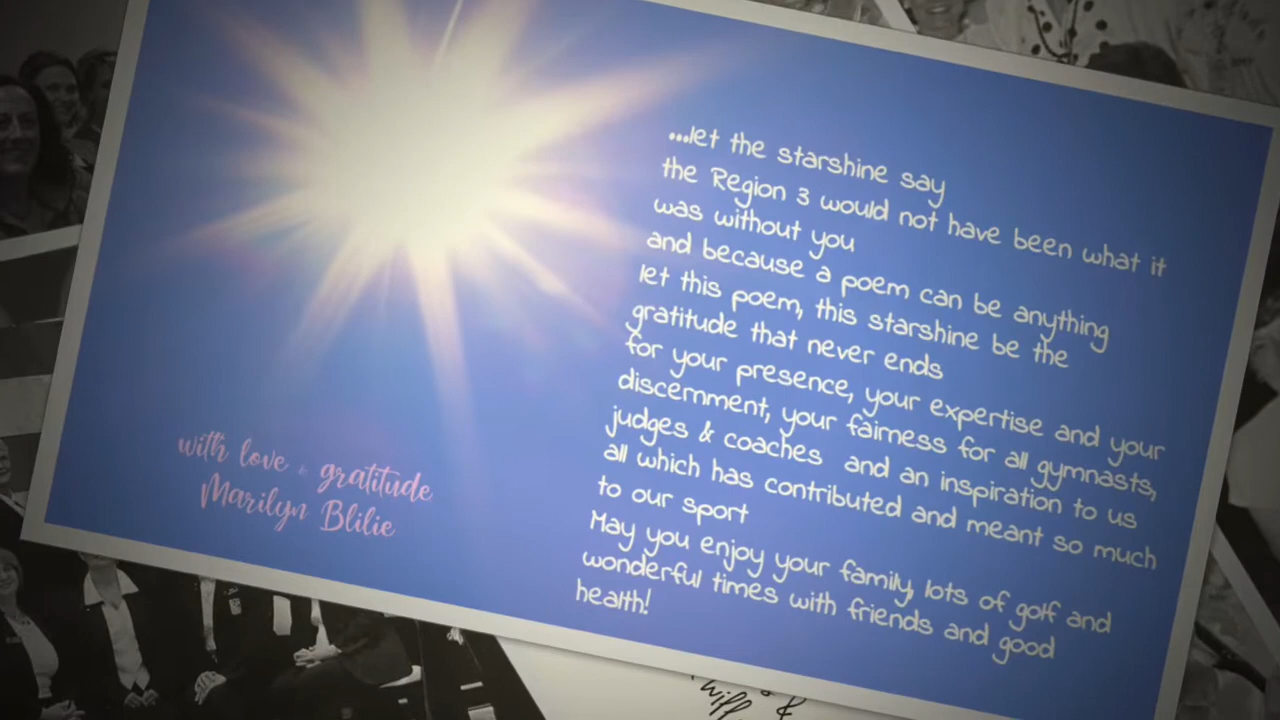 ...let the starshine say
the Region 3 would not have been what it
was without you
and because a poem can be anything
let this poem, this starshine be the
gratitude that never ends
for your presence, your expertise and your
discernment, your fairness for all gymnasts,
judges & coaches and an inspiration to us
all which has contributed and meant so much
to our sport
May you enjoy your family, lots of golf and
wonderful times with friends and good
health!
with love & gratitude
Marilyn Blilie